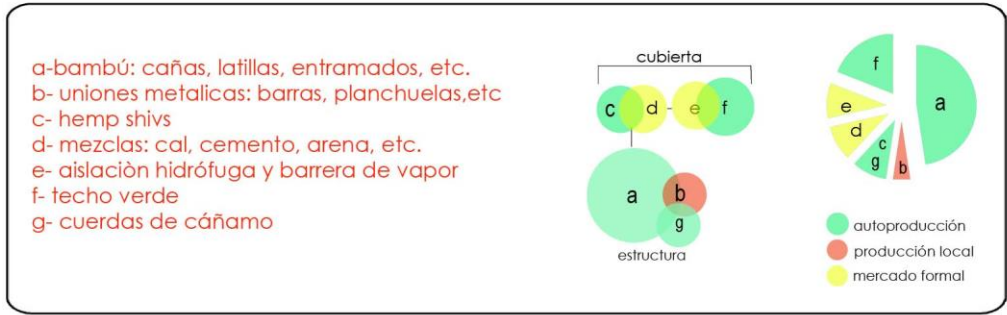 a-bambú: cañas, latillas, entramados, etc.
b- uniones metalicas: barras, planchuelas,etc
c- hemp shivs
d- mezclas: cal, cemento, arena, etc.
e- aislaciòn hidrófuga y barrera de vapor
f- techo verde
g- cuerdas de cáñamo
cubierta
c d - e f
a b
g
estructura
f
a
e
d
c
g
b
autoproducción
producción local
mercado formal